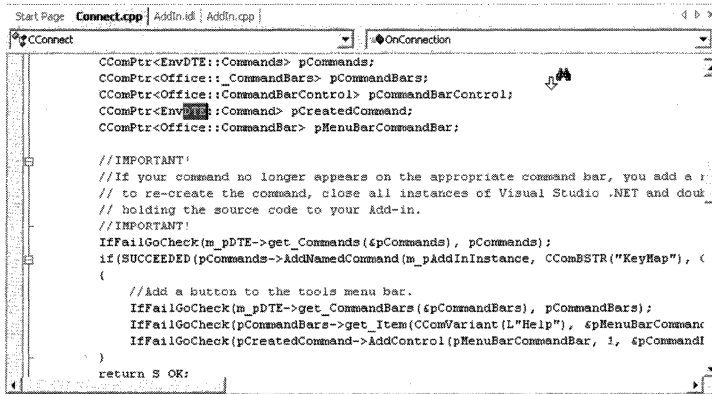 Start Page Connect.cpp AddIn.idl AddIn.cpp
CConnect OnConnection
CComPtr<EnvDTE::Commands> pCommands;
CComPtr<Office::_CommandBars> pCommandBars;
CComPtr<Office::CommandBarControl> pCommandBarControl;
CComPtr<EnvDTE::Command> pCreatedCommand;
CComPtr<Office::CommandBar> pMenuBarCommandBar;
//IMPORTANT!
//If your command no longer appears on the appropriate command bar, you add a
// to re-create the command, close all instances of Visual Studio .NET and doub
// holding the source code to your Add-in.
//IMPORTANT!
IfFailGoCheck(m_pDTE->get_Commands(&pCommands), pCommands);
if(SUCCEEDED(pCommands->AddNamedCommand(m_pAddInInstance, CComBSTR("KeyMap"),
{
//Add a button to the tools menu bar.
IfFailGoCheck(m_pDTE->get_CommandBars(&pCommandBars), pCommandBars);
IfFailGoCheck(pCommandBars->get_Item(CComVariant(L"Help"), &pMenuBarCommanc
IfFailGoCheck(pCreatedCommand->AddControl(pMenuBarCommandBar, 1, &pCommandI
}
return S_OK;